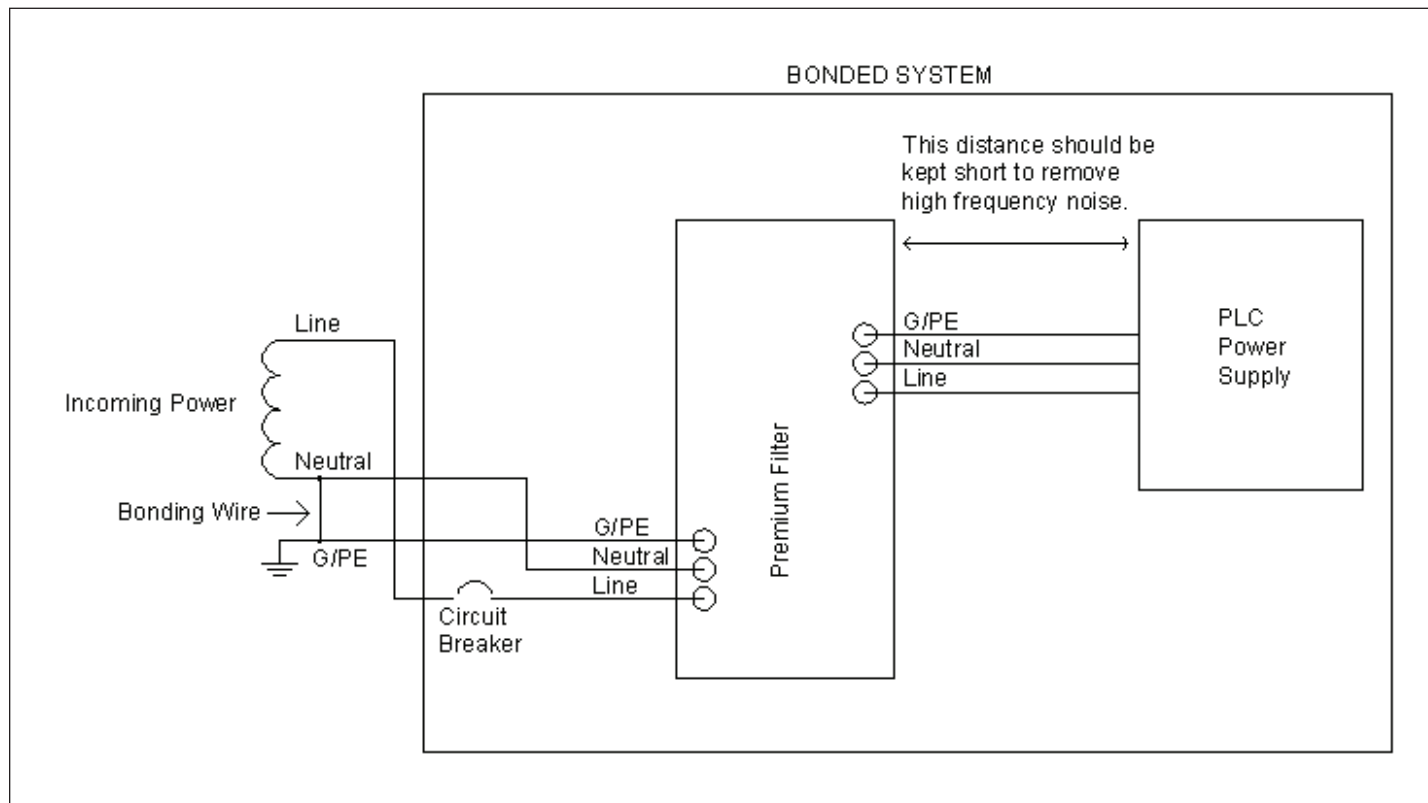 BONDED SYSTEM
This distance should be
kept short to remove
high frequency noise.
Line
Incoming Power
Neutral
Bonding Wire
G/PE
G/PE
Neutral
Line
Circuit
Breaker
Premium Filter
G/PE
Neutral
Line
PLC
Power
Supply